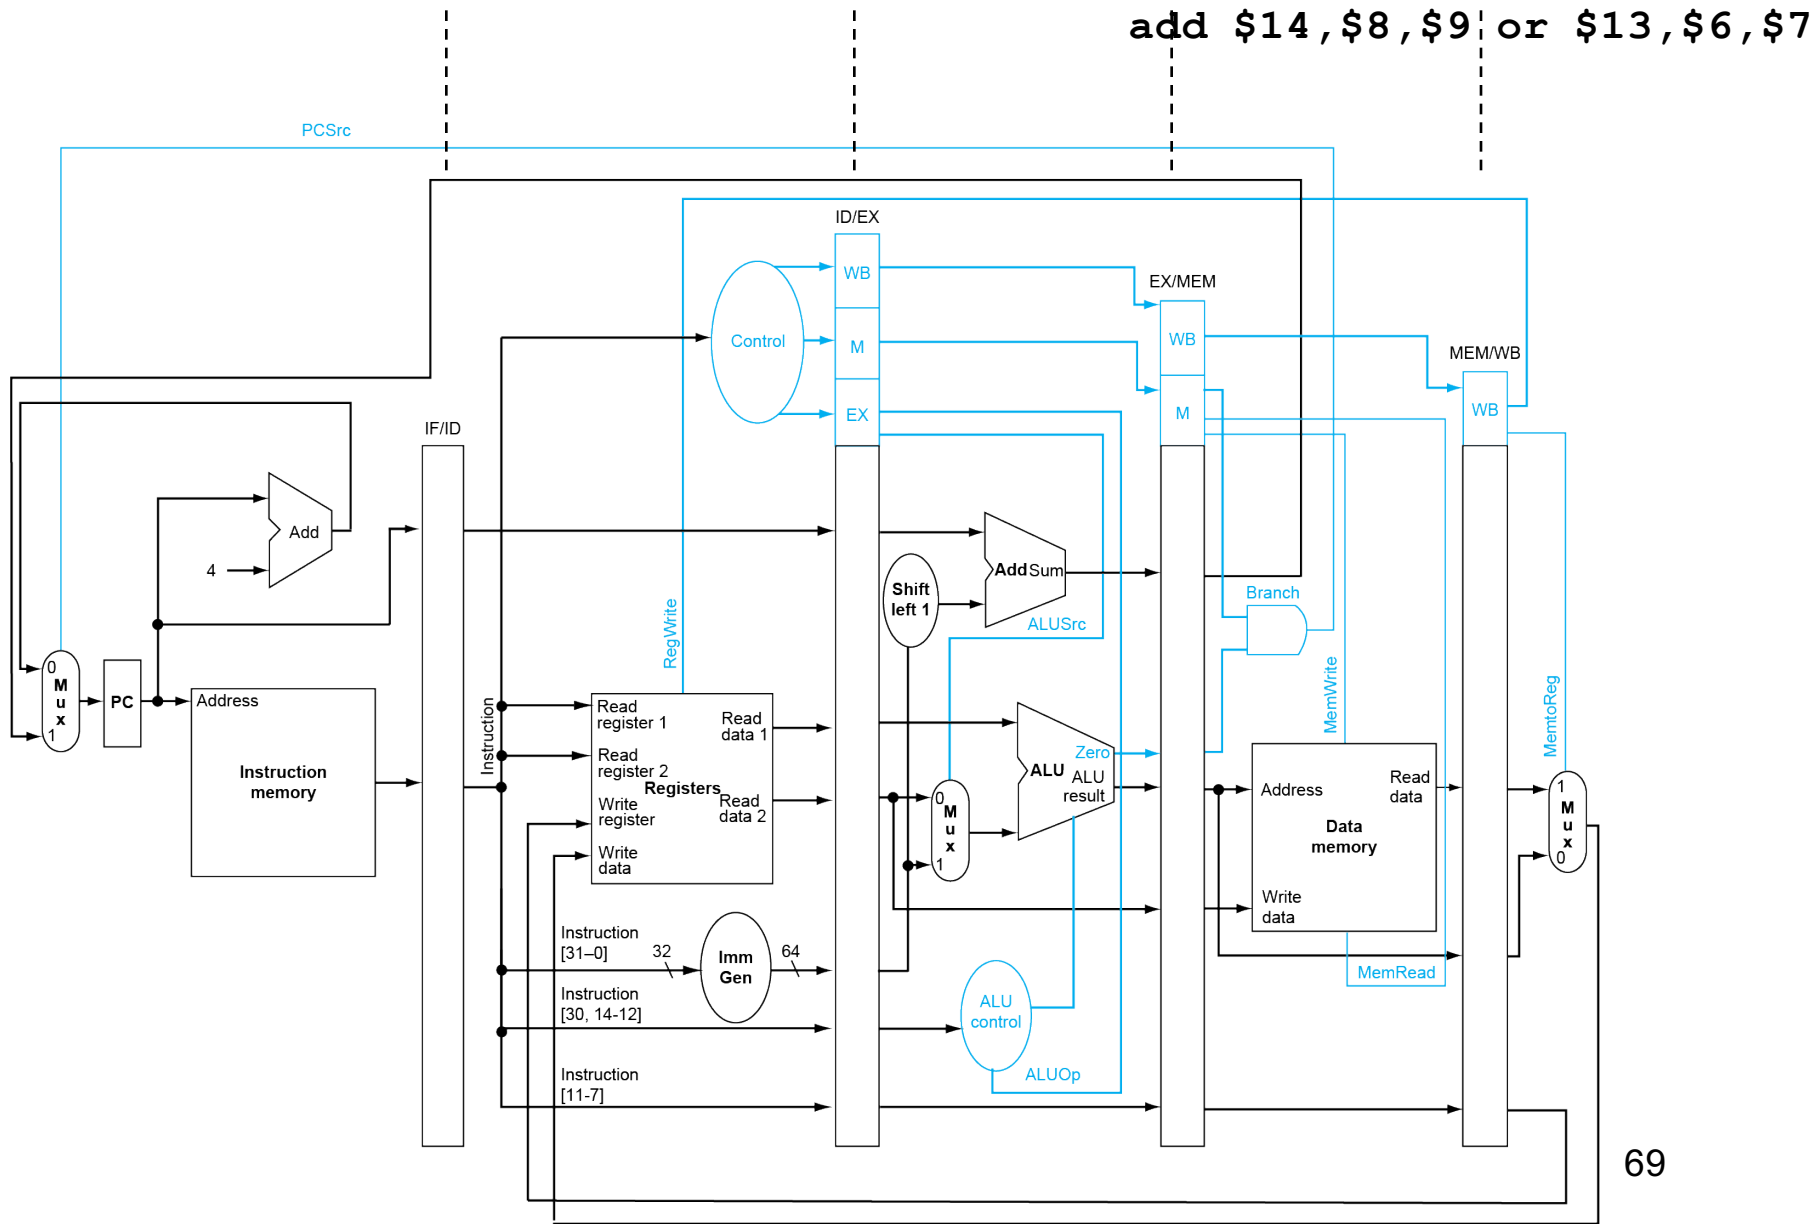 add $14,$8,$9 or $13,$6,$7
PCSrc
ID/EX
WB
EX/MEM
Control
M
WB
MEM/WB
EX
M
WB
IF/ID
Add
4
Add Sum
Shift
left 1
Branch
ALUSrc
RegWrite
0
M
u
x
1
PC
Address
Instruction
memory
Instruction
Read
register 1
Read
data 1
Read
register 2
Registers
Write
register
Read
data 2
Write
data
Zero
ALU
ALU
result
0
M
u
x
1
MemWrite
Address
Read
data
Data
memory
Write
data
MemtoReg
1
M
u
x
0
Instruction
[31–0]
32
Imm
Gen
64
MemRead
Instruction
[30, 14-12]
ALU
control
Instruction
[11-7]
ALUOp
69